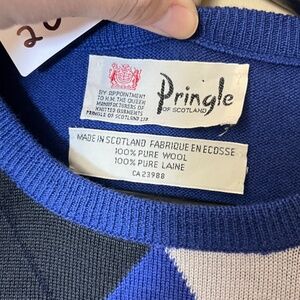 20
BY APPOINTMENT
TO H.M. THE QUEEN
MANUFACTURERS OF
KNITTED GARMENTS
PRINGLE OF SCOTLAND LTD
Pringle
OF SCOTLAND
MADE IN SCOTLAND FABRIQUE EN ECOSSE
100% PURE WOOL
100% PURE LAINE
CA 23988